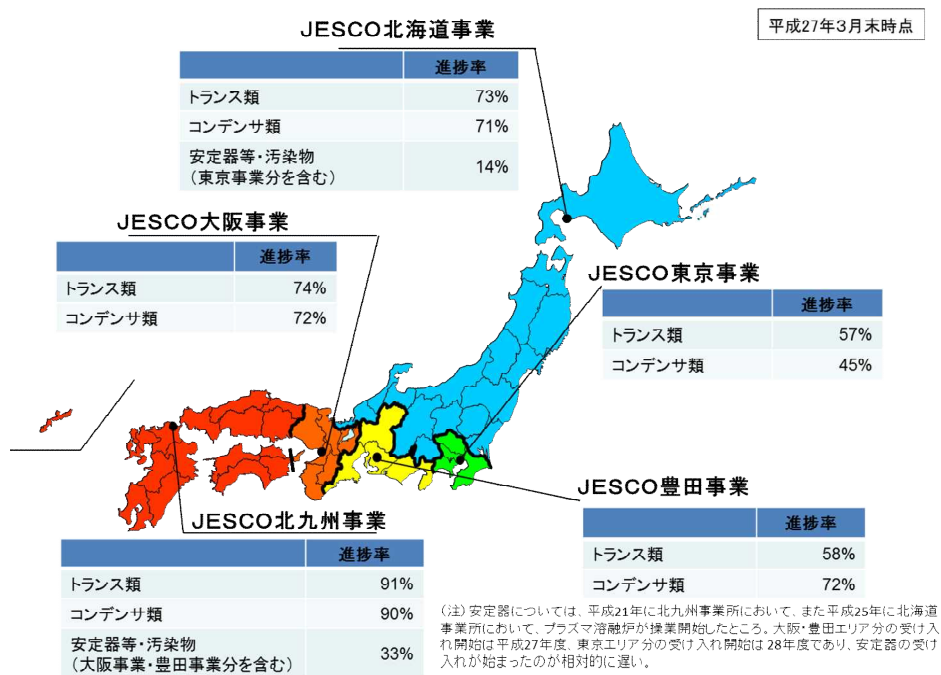 平成27年3月末時点
JESCO北海道事業
進捗率
トランス類 73%
コンデンサ類 71%
安定器等・汚染物
（東京事業分を含む） 14%
JESCO大阪事業
進捗率
トランス類 74%
コンデンサ類 72%
JESCO東京事業
進捗率
トランス類 57%
コンデンサ類 45%
JESCO豊田事業
進捗率
トランス類 58%
コンデンサ類 72%
JESCO北九州事業
進捗率
トランス類 91%
コンデンサ類 90%
安定器等・汚染物
（大阪事業・豊田事業分を含む） 33%
（注）安定器については、平成21年に北九州事業所において、また平成25年に北海道
事業所において、プラズマ溶融炉が操業開始したところ。大阪・豊田エリア分の受け入
れ開始は平成27年度、東京エリア分の受け入れ開始は28年度であり、安定器の受け
入れが始まったのが相対的に遅い。